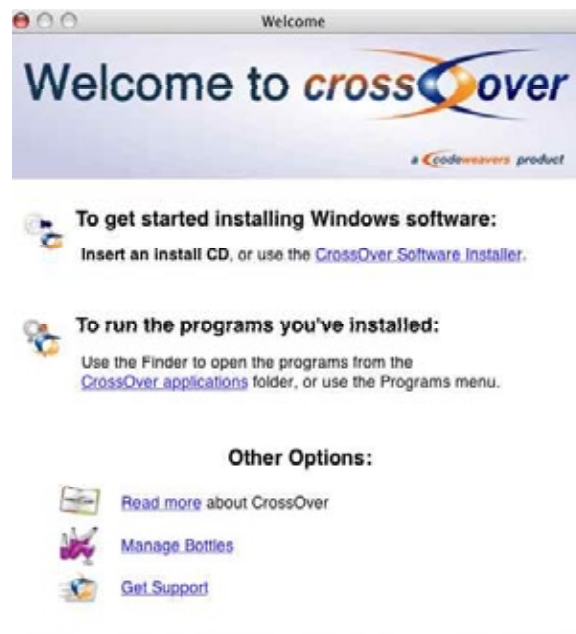 Welcome
Welcome to crossover
a codeweavers product
To get started installing Windows software:
Insert an install CD, or use the CrossOver Software Installer.
To run the programs you've installed:
Use the Finder to open the programs from the
CrossOver applications folder, or use the Programs menu.
Other Options:
Read more about CrossOver
Manage Bottles
Get Support